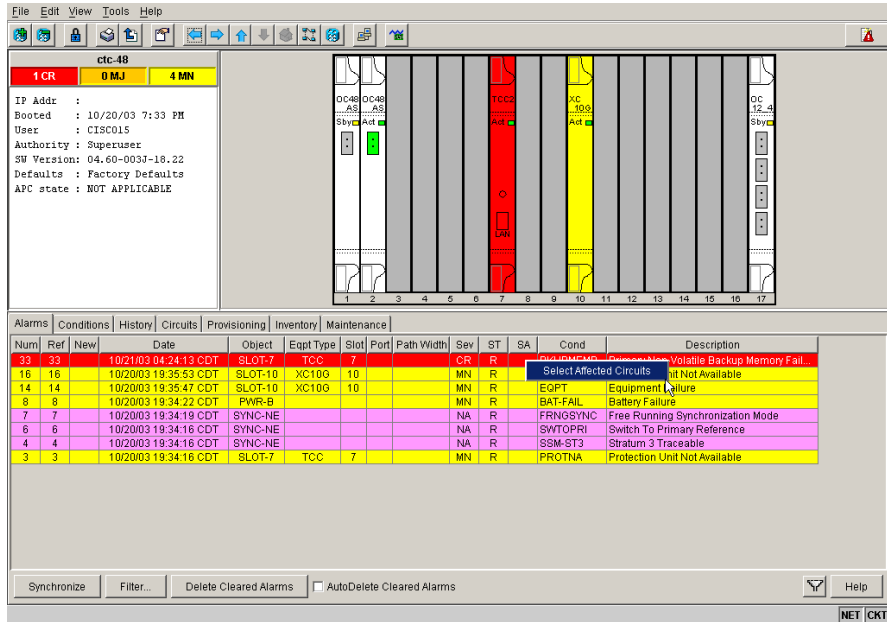 File Edit View Tools Help
ctc-48
1 CR 0 MJ 4 MN
IP Addr :
Booted : 10/20/03 7:33 PM
User : CISC015
Authority : Superuser
SW Version: 04.60-003J-18.22
Defaults : Factory Defaults
APC state : NOT APPLICABLE
OC48 OC48 TCC2 XC OC
AS AS 10G 12_4
Sby Act Act Act Sby
LAN
1 2 3 4 5 6 7 8 9 10 11 12 13 14 15 16 17
Alarms Conditions History Circuits Provisioning Inventory Maintenance
Num Ref New Date Object Eqpt Type Slot Port Path Width Sev ST SA Cond Description
33 33 10/21/03 04:24:13 CDT SLOT-7 TCC 7 CR R Primary Non-Volatile Backup Memory Fail...
Select Affected Circuits
16 16 10/20/03 19:35:53 CDT SLOT-10 XC10G 10 MN R nit Not Available
14 14 10/20/03 19:35:47 CDT SLOT-10 XC10G 10 MN R EQPT Equipment Failure
8 8 10/20/03 19:34:22 CDT PWR-B MN R BAT-FAIL Battery Failure
7 7 10/20/03 19:34:19 CDT SYNC-NE NA R FRNGSYNC Free Running Synchronization Mode
6 6 10/20/03 19:34:16 CDT SYNC-NE NA R SWTOPRI Switch To Primary Reference
4 4 10/20/03 19:34:16 CDT SYNC-NE NA R SSM-ST3 Stratum 3 Traceable
3 3 10/20/03 19:34:16 CDT SLOT-7 TCC 7 MN R PROTNA Protection Unit Not Available
Synchronize Filter... Delete Cleared Alarms AutoDelete Cleared Alarms Help
NET CKT